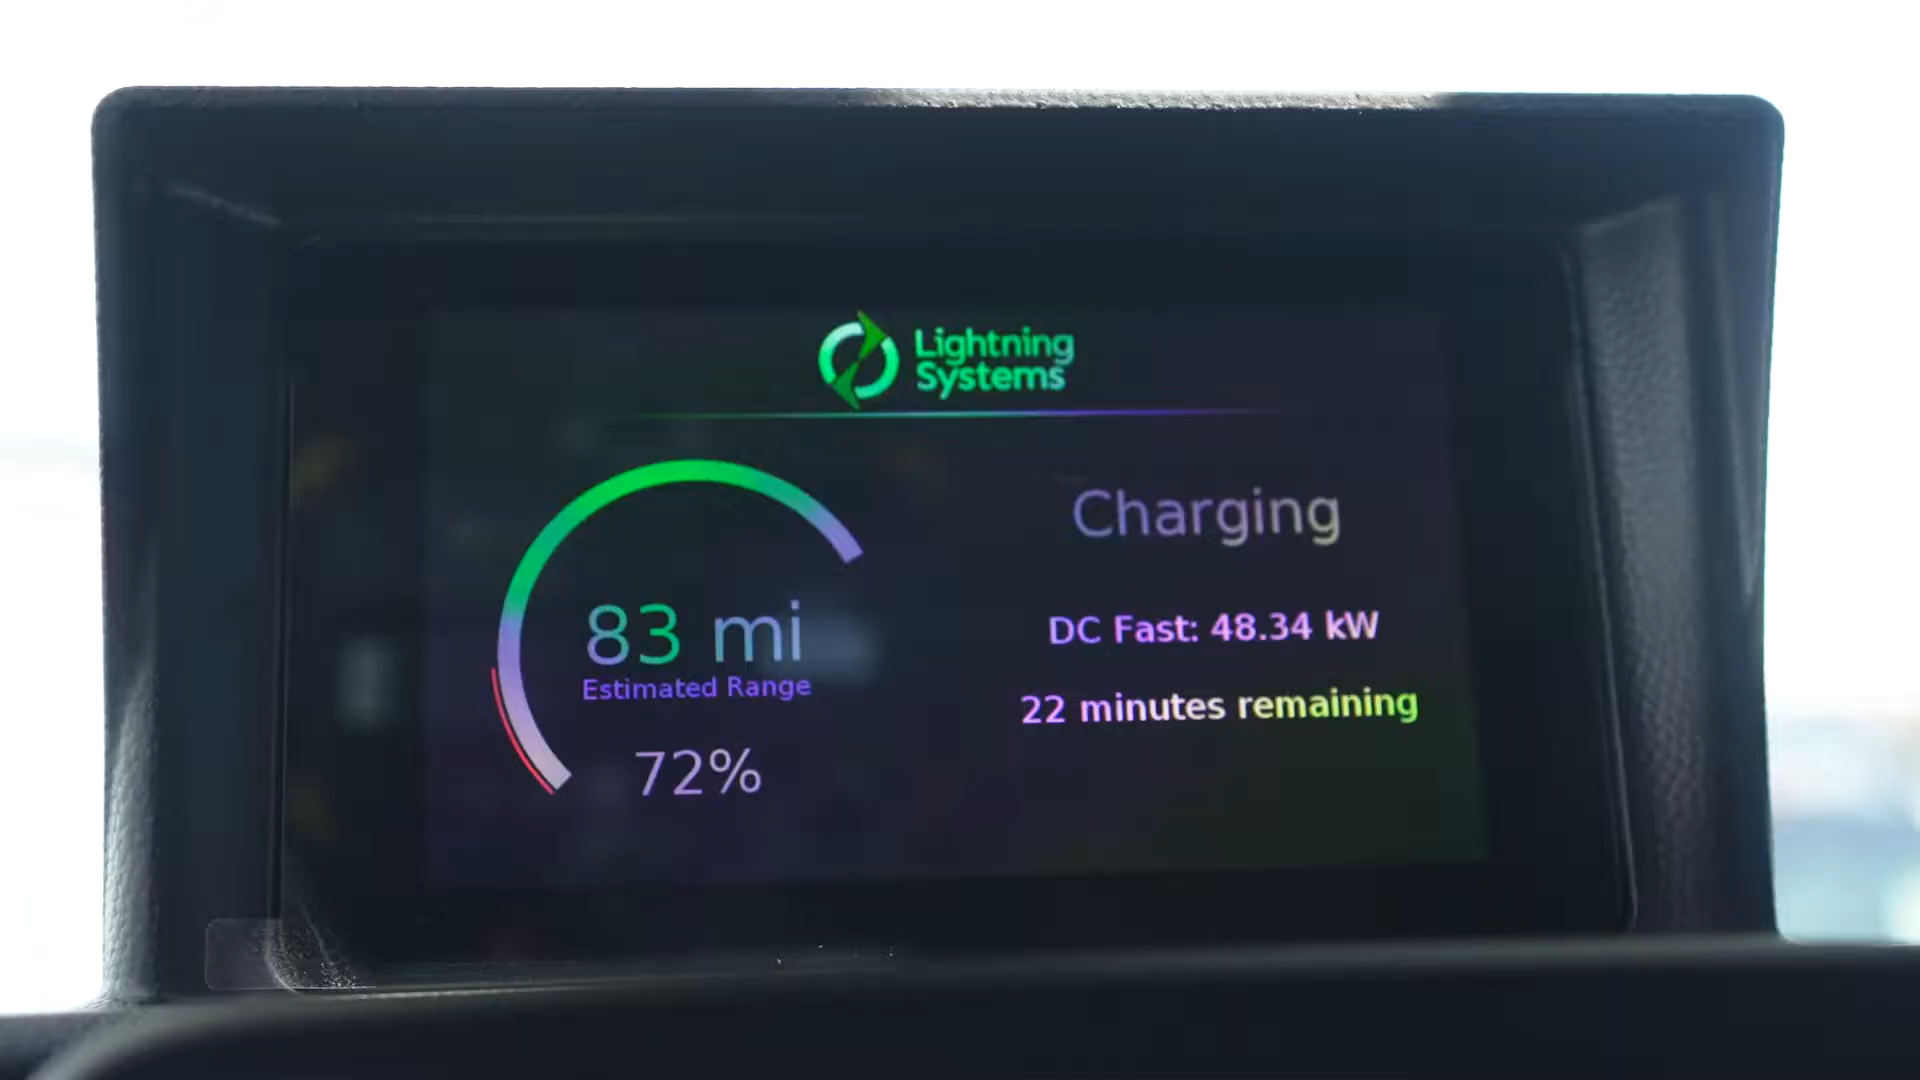 Lightning
Systems
83 mi
Estimated Range
72%
Charging
DC Fast: 48.34 kW
22 minutes remaining